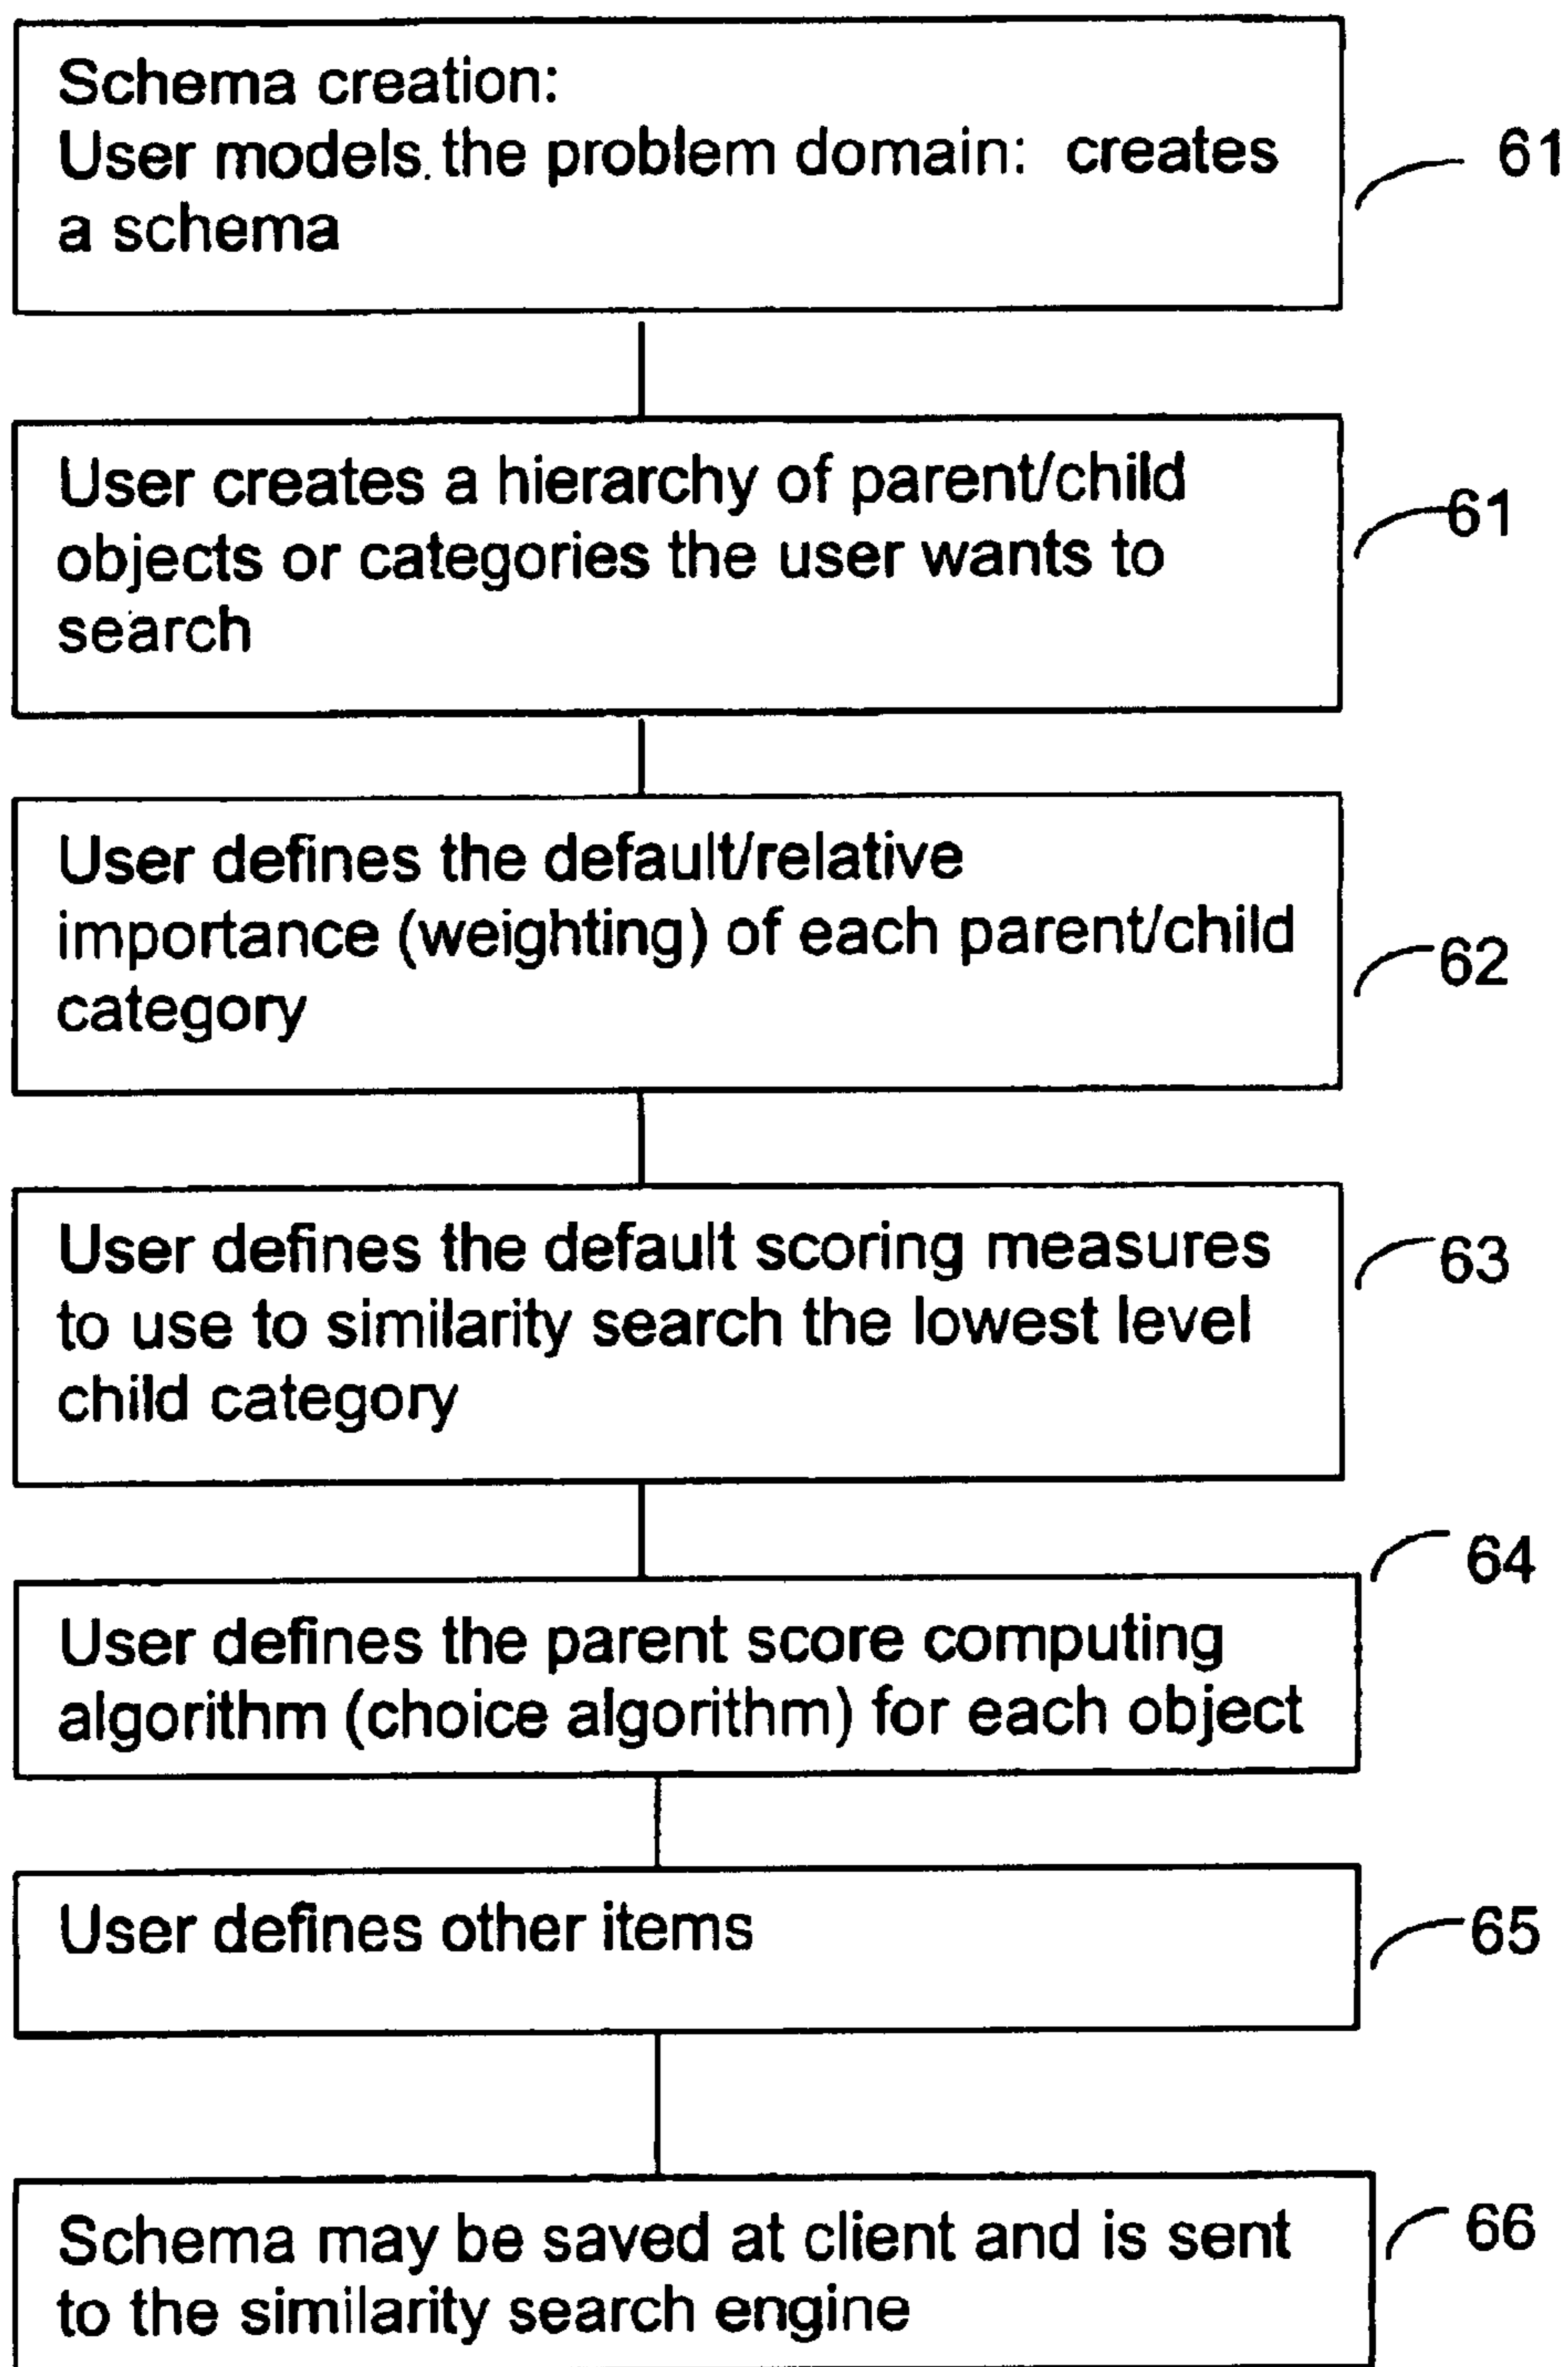 Schema creation:
User models the problem domain: creates
a schema
61
User creates a hierarchy of parent/child
objects or categories the user wants to
search
61
User defines the default/relative
importance (weighting) of each parent/child
category
62
User defines the default scoring measures
to use to similarity search the lowest level
child category
63
64
User defines the parent score computing
algorithm (choice algorithm) for each object
User defines other items
65
Schema may be saved at client and is sent
to the similarity search engine
66